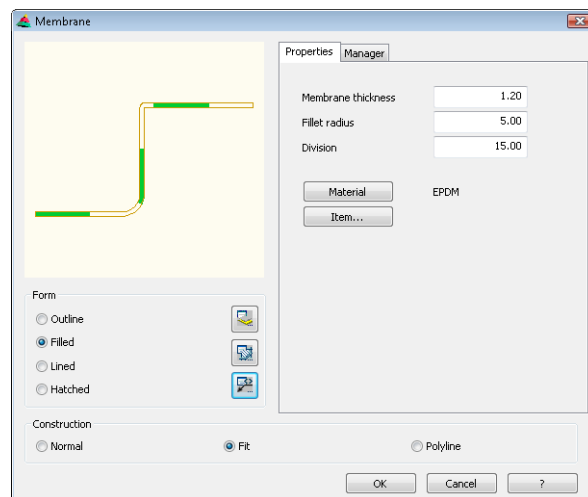 Membrane
Properties
Manager
Membrane thickness 1.20
Fillet radius 5.00
Division 15.00
Material EPDM
Item...
Form
Outline
Filled
Lined
Hatched
Construction
Normal Fit Polyline
OK Cancel ?